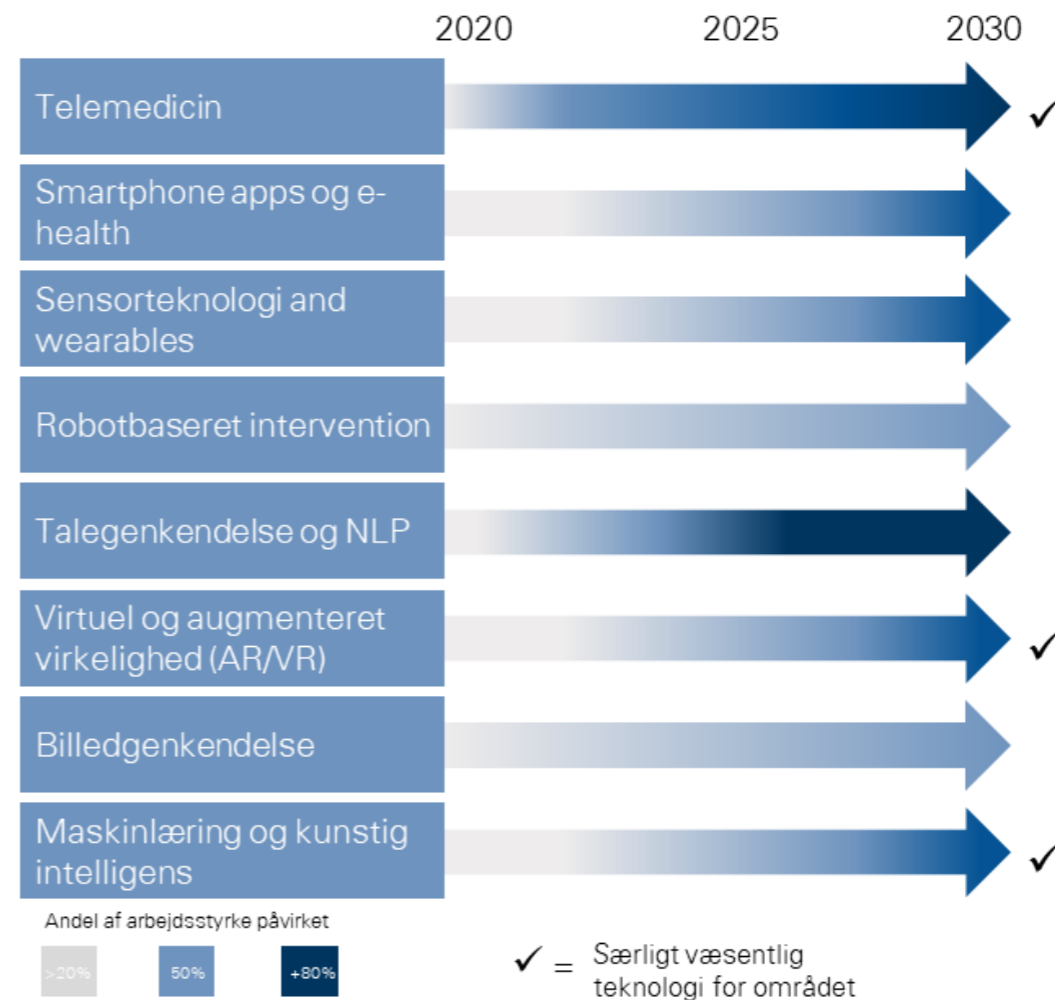 2020 2025 2030
Telemedicin
✓
Smartphone apps og e-
health
Sensorteknologi and
wearables
Robotbaseret intervention
Talegenkendelse og NLP
Virtuel og augmenteret
virkelighed (AR/VR)
✓
Billedgenkendelse
Maskinlæring og kunstig
intelligens
✓
Andel af arbejdsstyrke påvirket
>20% 50% +80%
✓ = Særligt væsentlig
teknologi for området